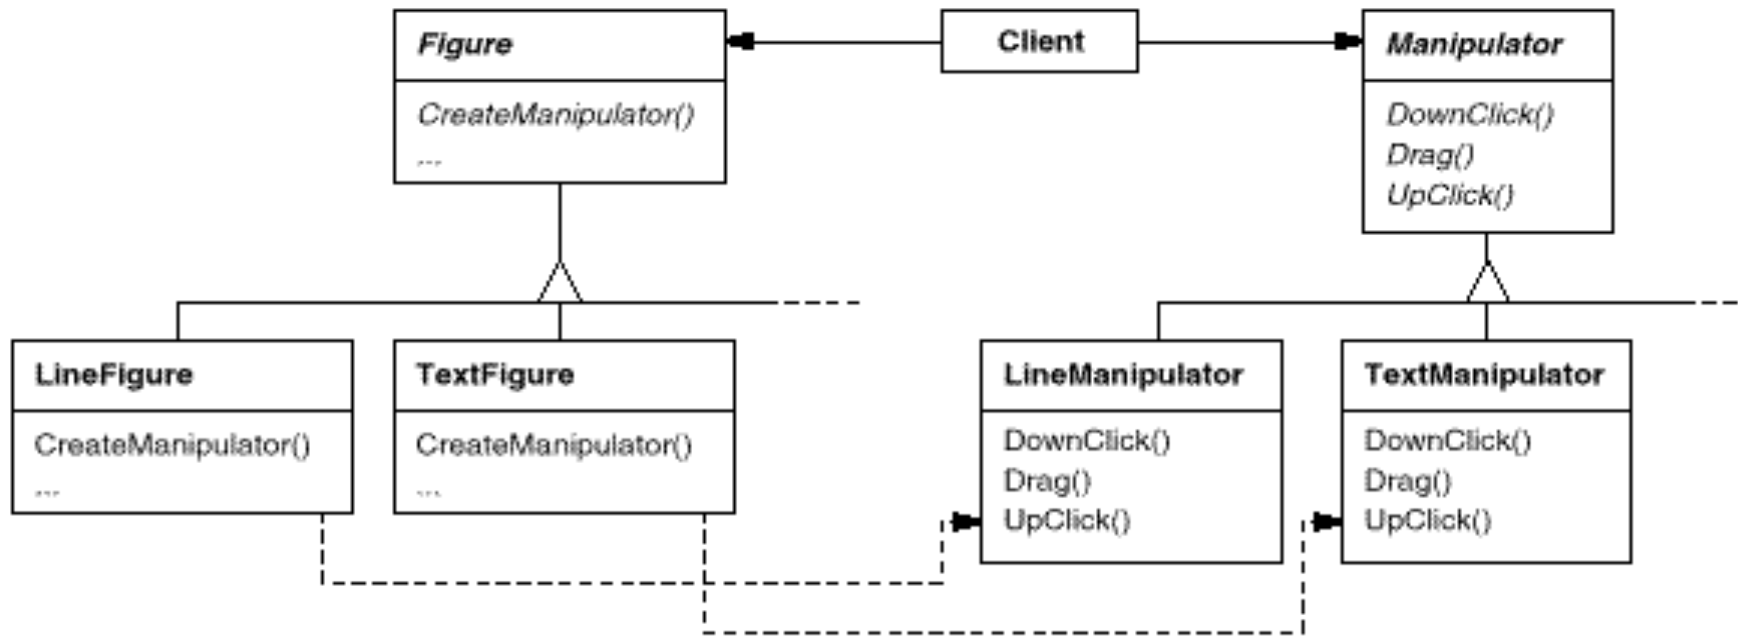 Figure
CreateManipulator()
...
Client
Manipulator
DownClick()
Drag()
UpClick()
LineFigure
CreateManipulator()
...
TextFigure
CreateManipulator()
...
LineManipulator
DownClick()
Drag()
UpClick()
TextManipulator
DownClick()
Drag()
UpClick()